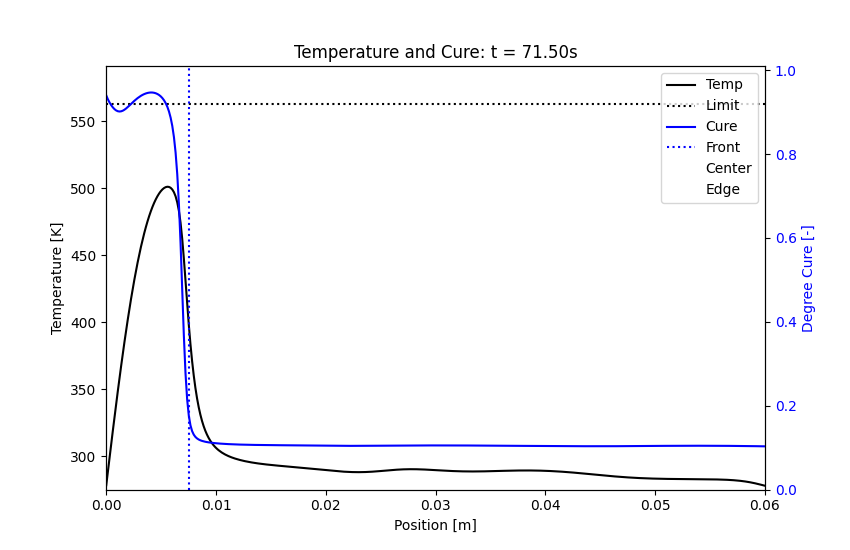 Temperature and Cure: t = 71.50s
Temp
Limit
Cure
Front
Center
Edge
Temperature [K]
550
500
450
400
350
300
Degree Cure [-]
1.0
0.8
0.6
0.4
0.2
0.0
0.00 0.01 0.02 0.03 0.04 0.05 0.06
Position [m]